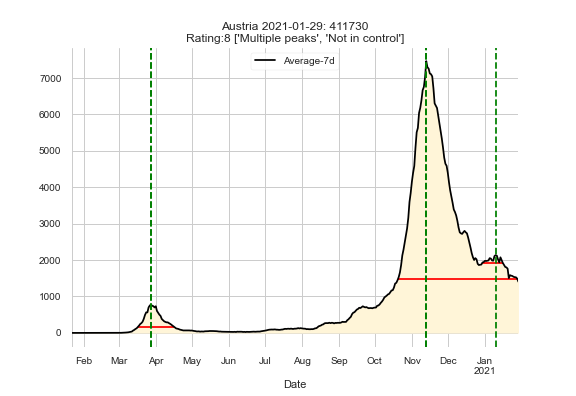 Austria 2021-01-29: 411730
Rating:8 ['Multiple peaks', 'Not in control']
Average-7d
7000
6000
5000
4000
3000
2000
1000
0
Feb Mar Apr May Jun Jul Aug Sep Oct Nov Dec Jan
2021
Date